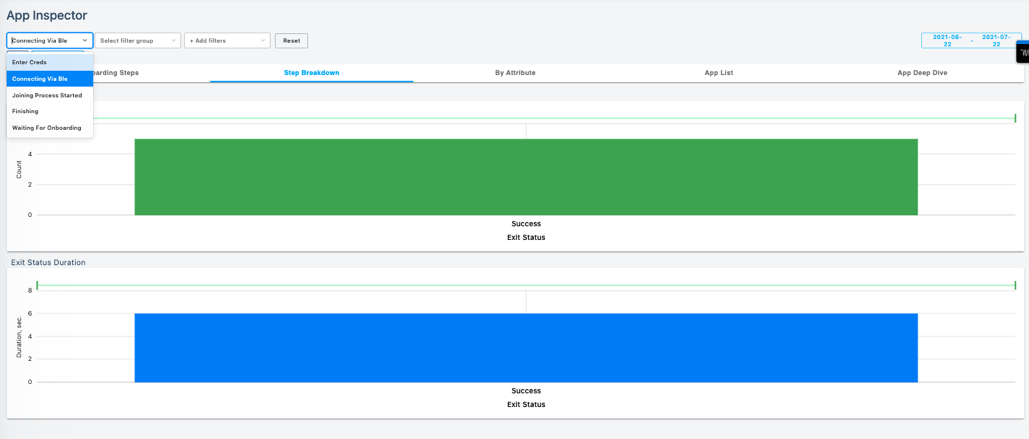 App Inspector
Connecting Via Ble
Select filter group
+ Add filters
Reset
2021-06-22 - 2021-07-22
Enter Creds
Connecting Via Ble
Joining Process Started
Finishing
Waiting For Onboarding
oarding Steps
Step Breakdown
By Attribute
App List
App Deep Dive
4
2
0
Count
Success
Exit Status
Exit Status Duration
8
6
4
2
0
Duration, sec.
Success
Exit Status